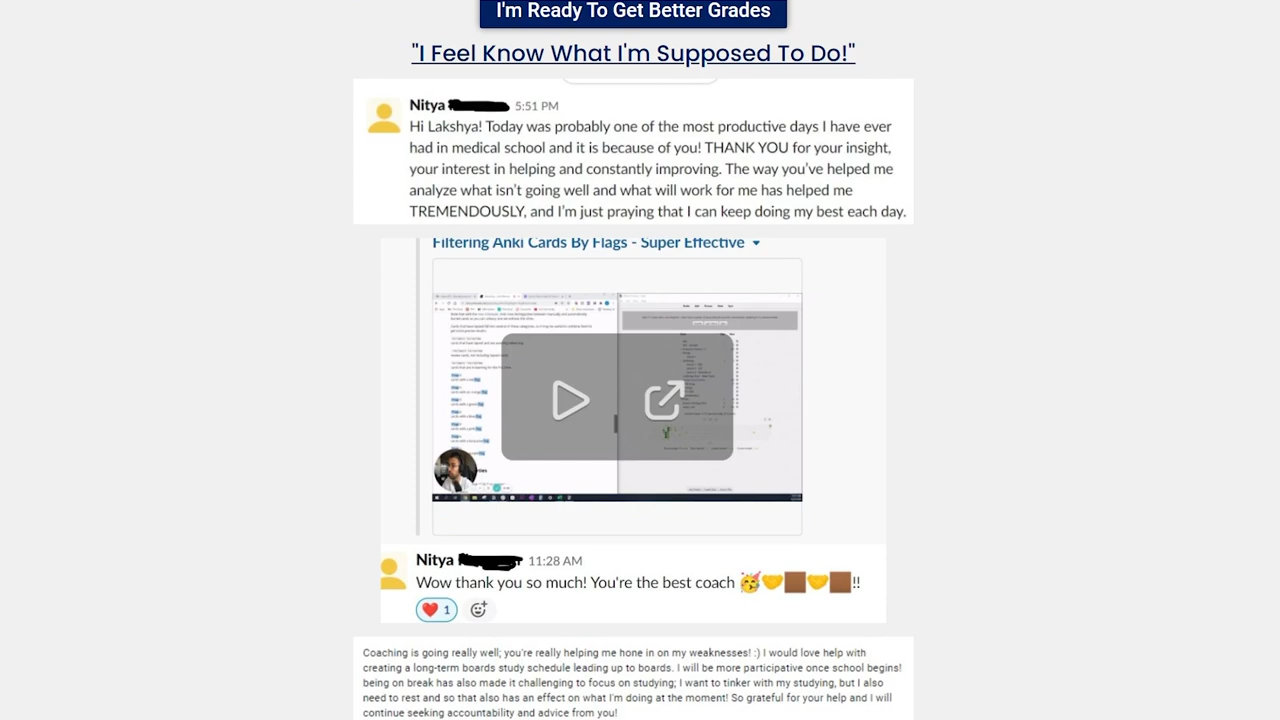 I'm Ready To Get Better Grades
"I Feel Know What I'm Supposed To Do!"
Nitya 5:51 PM
Hi Lakshya! Today was probably one of the most productive days I have ever
had in medical school and it is because of you! THANK YOU for your insight,
your interest in helping and constantly improving. The way you've helped me
analyze what isn't going well and what will work for me has helped me
TREMENDOUSLY, and I'm just praying that I can keep doing my best each day.
Filtering Anki Cards By Flags - Super Effective
Nitya 11:28 AM
Wow thank you so much! You're the best coach 🥳🤝🏾🤝🏾!!
❤️ 1
Coaching is going really well; you're really helping me hone in on my weaknesses! :) I would love help with
creating a long-term boards study schedule leading up to boards. I will be more participative once school begins!
being on break has also made it challenging to focus on studying; I want to tinker with my studying, but I also
need to rest and so that also has an effect on what I'm doing at the moment! So grateful for your help and I will
continue seeking accountability and advice from you!